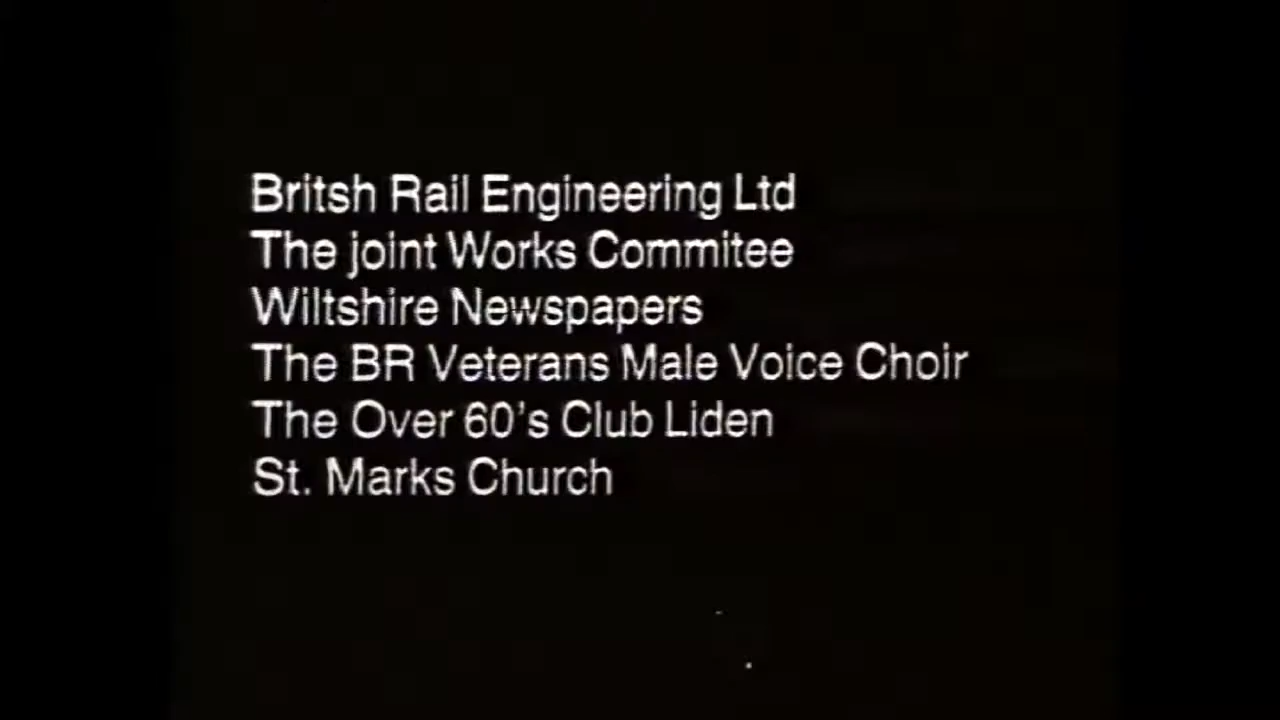 Britsh Rail Engineering Ltd
The joint Works Commitee
Wiltshire Newspapers
The BR Veterans Male Voice Choir
The Over 60's Club Liden
St. Marks Church